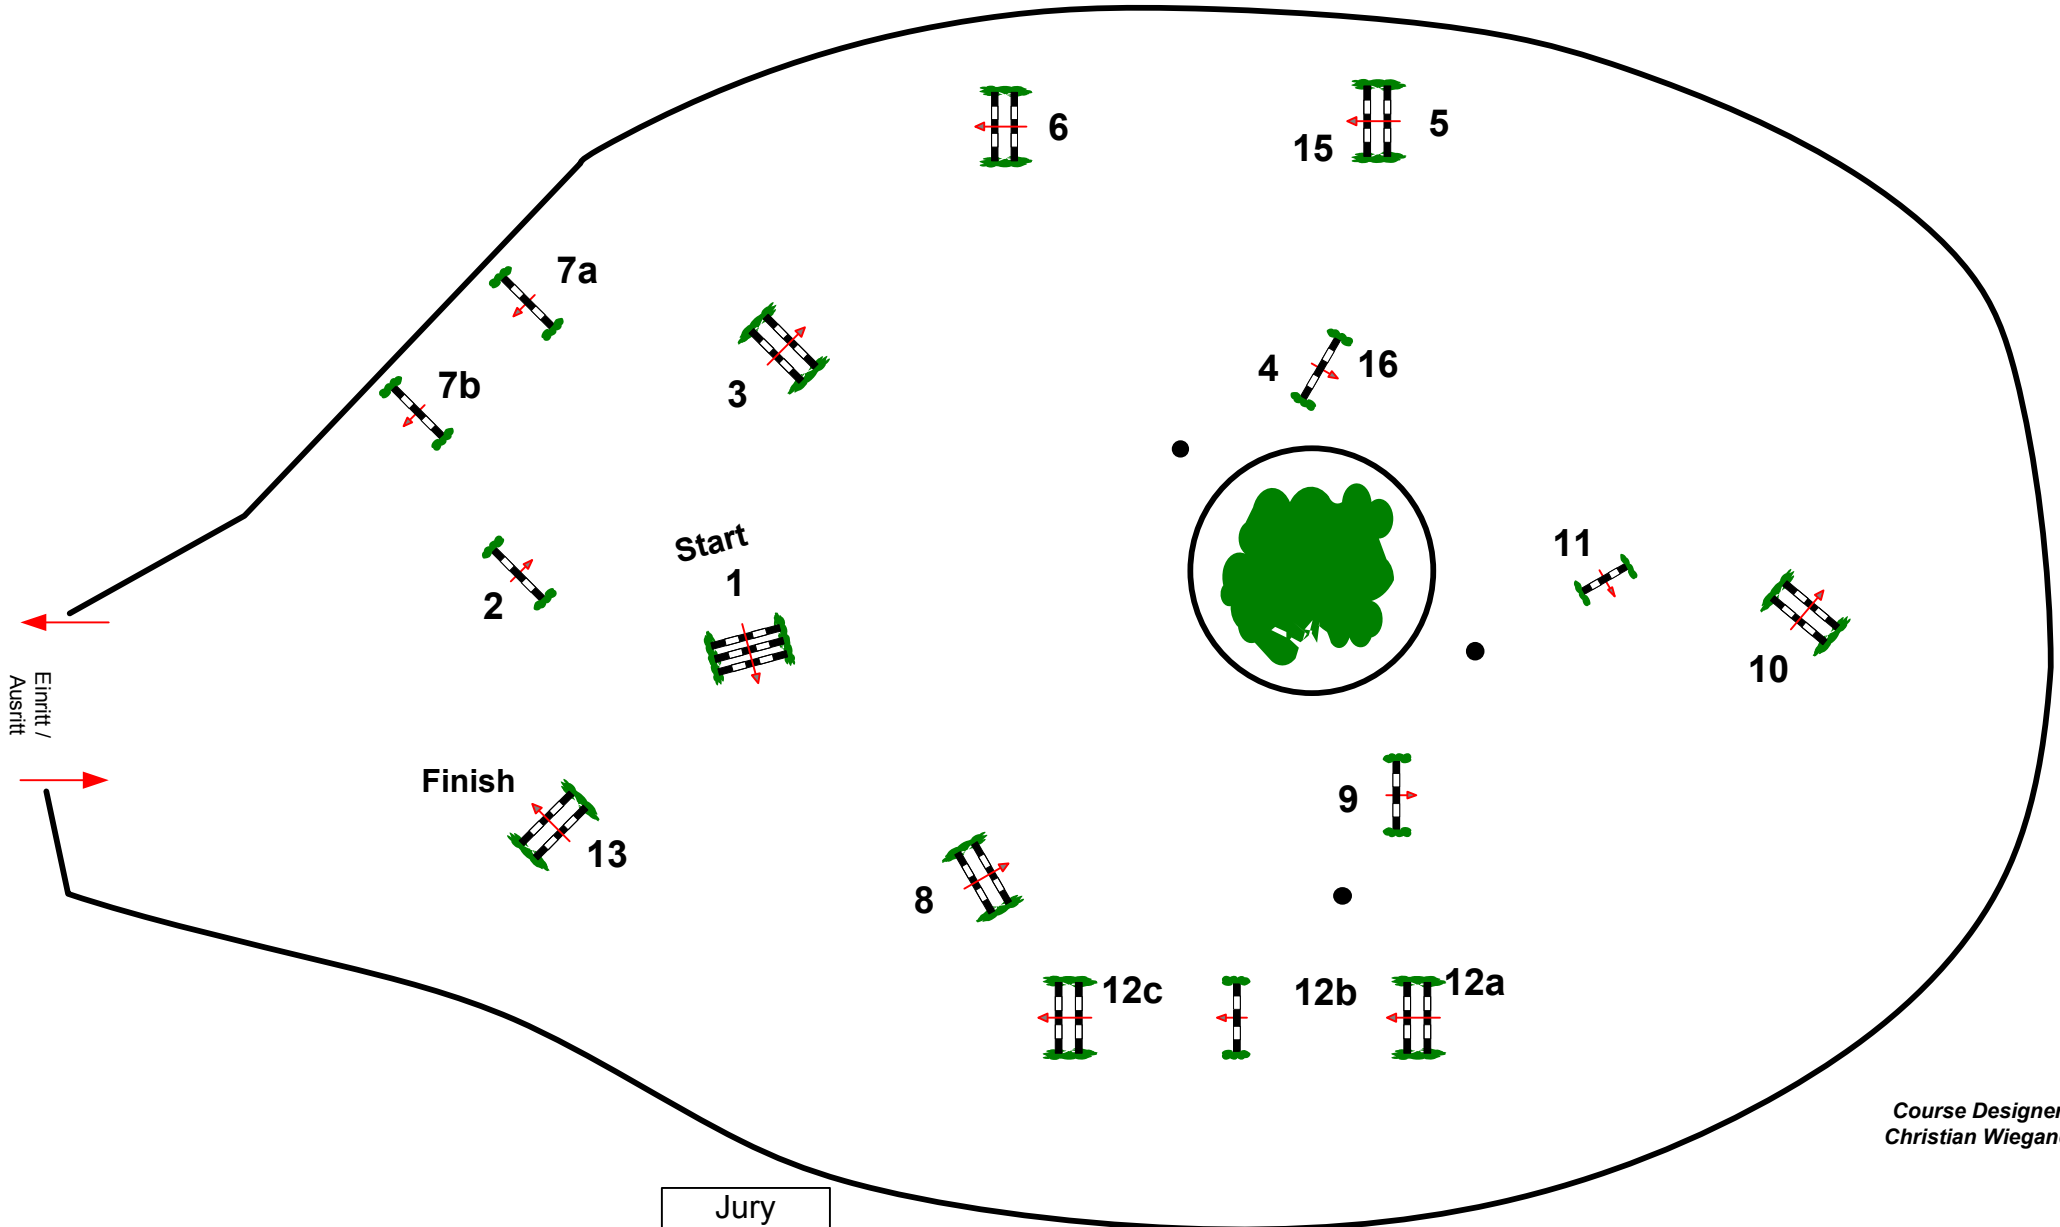 6
5
15
7a
7b
3
4
16
Start
1
2
11
10
Einritt /
Ausritt
Finish
13
9
8
12c
12b
12a
Course Designer
Christian Wiegand
Jury